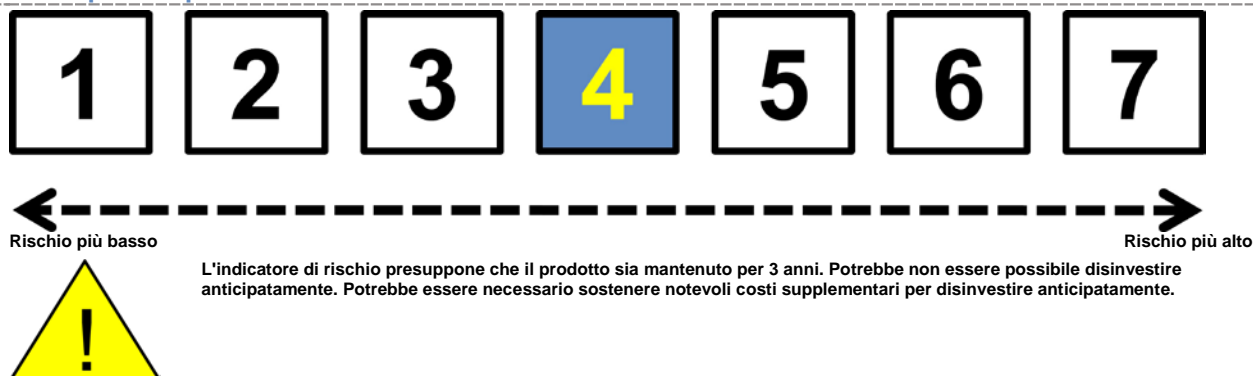 1 2 3 4 5 6 7
Rischio più basso Rischio più alto
L'indicatore di rischio presuppone che il prodotto sia mantenuto per 3 anni. Potrebbe non essere possibile disinvestire
anticipatamente. Potrebbe essere necessario sostenere notevoli costi supplementari per disinvestire anticipatamente.
!